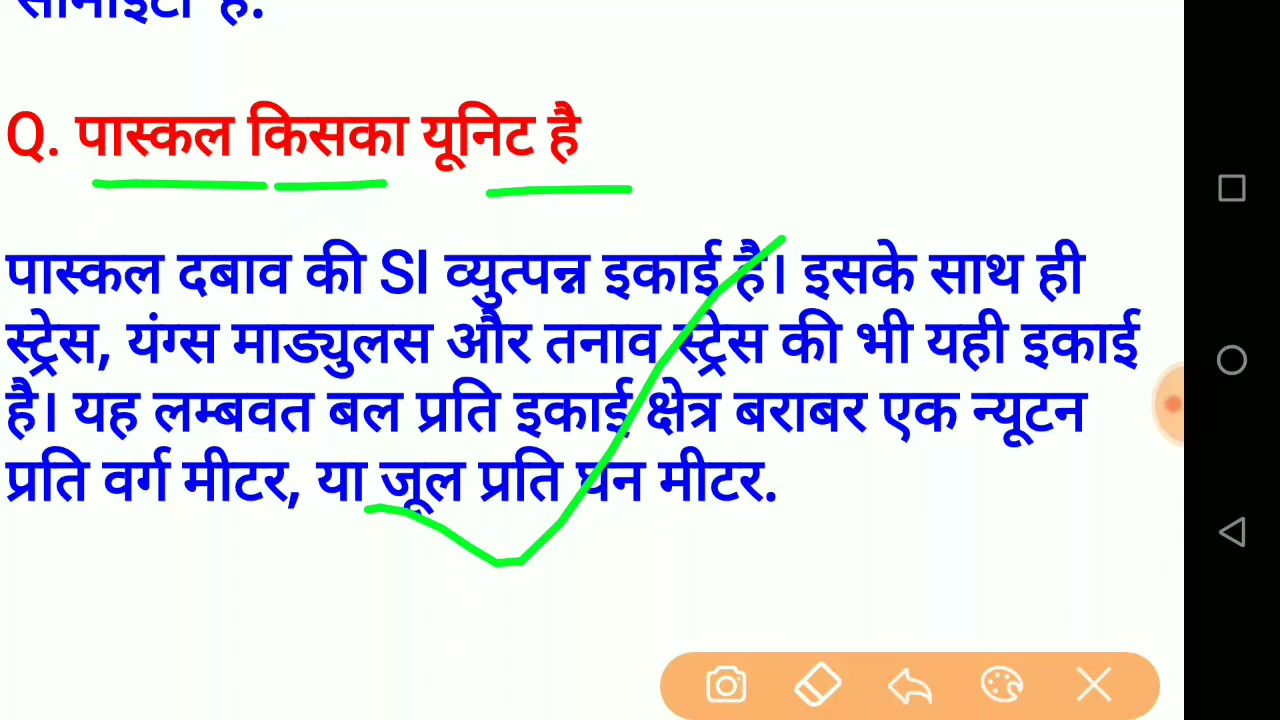 है.
Q. पास्कल किसका यूनिट है
पास्कल दबाव की SI व्युत्पन्न इकाई है। इसके साथ ही
स्ट्रेस, यंग्स माड्युलस और तनाव स्ट्रेस की भी यही इकाई
है। यह लम्बवत बल प्रति इकाई क्षेत्र बराबर एक न्यूटन
प्रति वर्ग मीटर, या जूल प्रति घन मीटर.